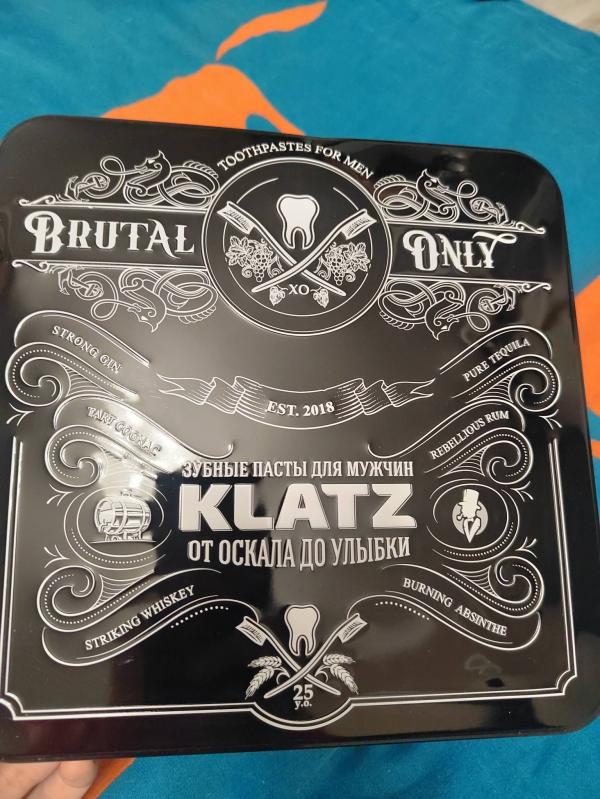 TOOTHPASTES FOR MEN
BRUTAL ONLY
XO
STRONG GIN
PURE TEQUILA
EST. 2018
TART COGNAC
REBELLIOUS RUM
ЗУБНЫЕ ПАСТЫ ДЛЯ МУЖЧИН
KLATZ
ОТ ОСКАЛА ДО УЛЫБКИ
STRIKING WHISKEY
BURNING ABSINTHE
25
y.o.